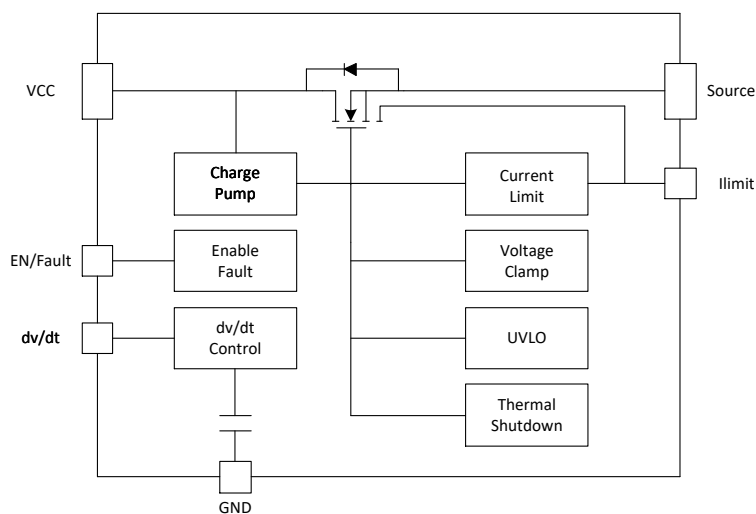 VCC
Source
Charge
Pump
Current
Limit
Ilimit
EN/Fault
Enable
Fault
Voltage
Clamp
dv/dt
dv/dt
Control
UVLO
Thermal
Shutdown
GND